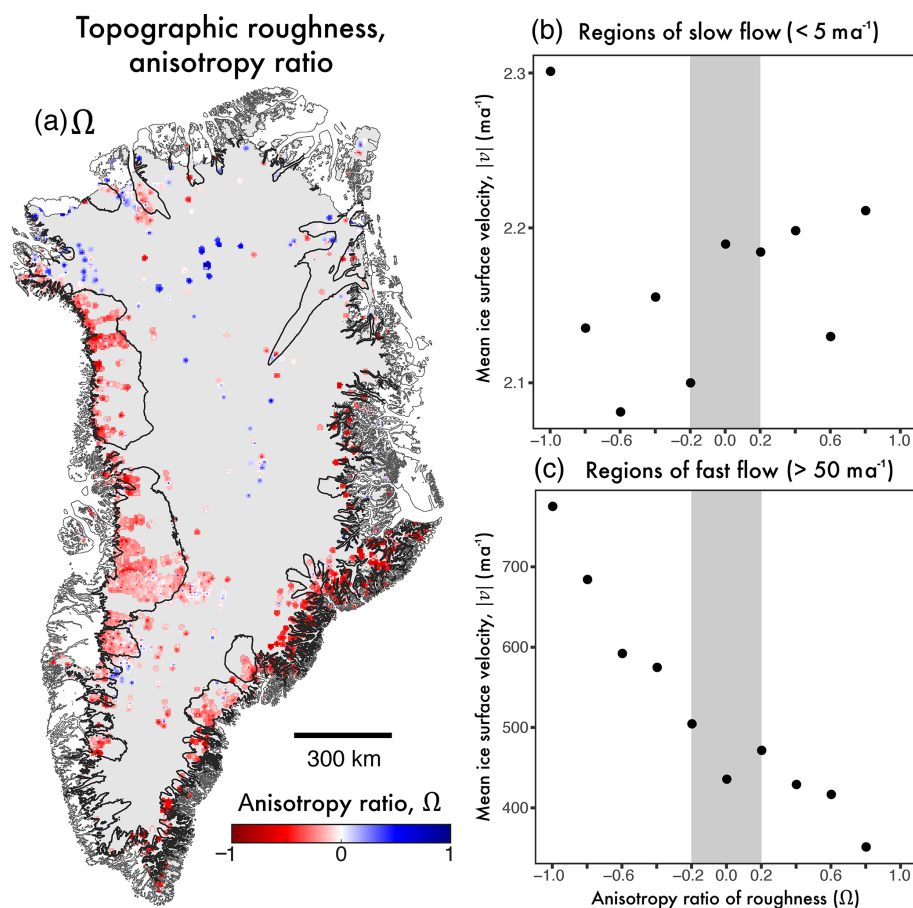 Topographic roughness,
anisotropy ratio
(a) Ω
300 km
Anisotropy ratio, Ω
−1 0 1
(b) Regions of slow flow (< 5 ma⁻¹)
Mean ice surface velocity, |v| (ma⁻¹)
2.3
2.2
2.1
−1.0 −0.6 −0.2 0.0 0.2 0.6 1.0
(c) Regions of fast flow (> 50 ma⁻¹)
Mean ice surface velocity, |v| (ma⁻¹)
700
600
500
400
−1.0 −0.6 −0.2 0.0 0.2 0.6 1.0
Anisotropy ratio of roughness (Ω)